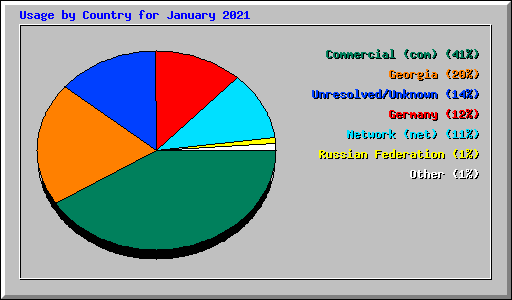 Usage by Country for January 2021
Commercial (com) (41%)
Georgia (20%)
Unresolved/Unknown (14%)
Germany (12%)
Network (net) (11%)
Russian Federation (1%)
Other (1%)